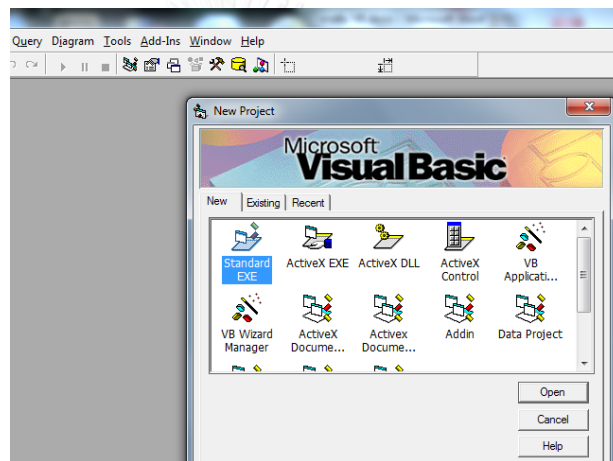 Query Diagram Tools Add-Ins Window Help
New Project
Microsoft
Visual Basic
New Existing Recent
Standard EXE ActiveX EXE ActiveX DLL ActiveX Control VB Applicati...
VB Wizard Manager ActiveX Docume... Activex Docume... Addin Data Project
Open
Cancel
Help